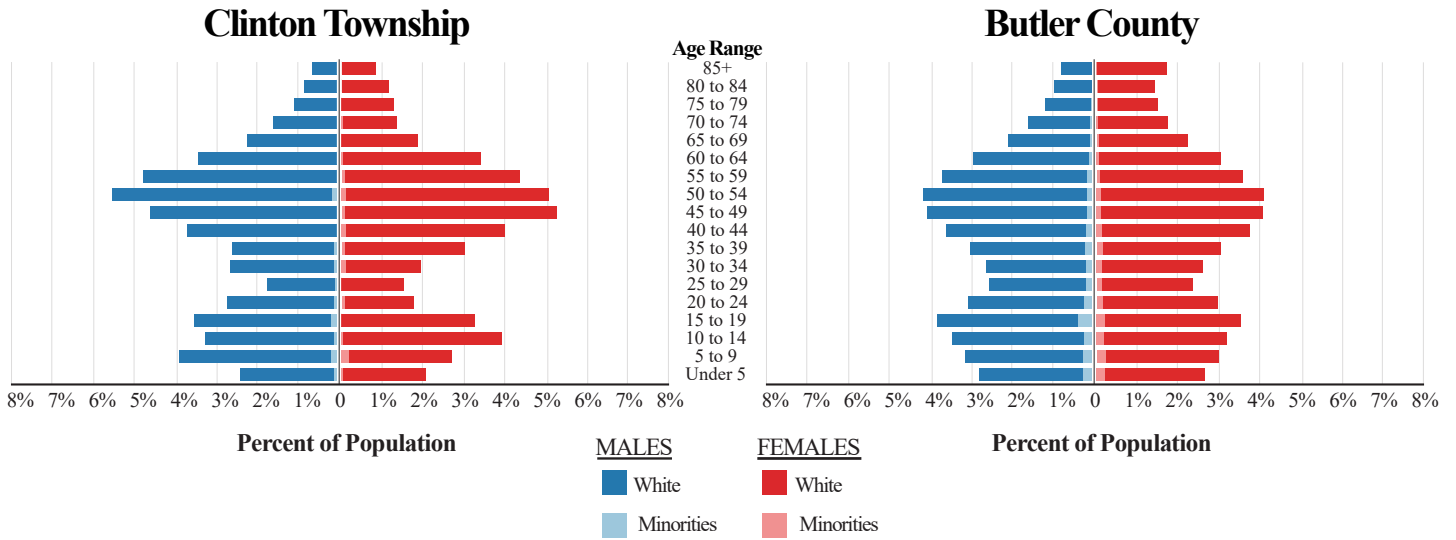 Clinton Township
Butler County
Age Range
85+
80 to 84
75 to 79
70 to 74
65 to 69
60 to 64
55 to 59
50 to 54
45 to 49
40 to 44
35 to 39
30 to 34
25 to 29
20 to 24
15 to 19
10 to 14
5 to 9
Under 5
8% 7% 6% 5% 4% 3% 2% 1% 0 1% 2% 3% 4% 5% 6% 7% 8%
8% 7% 6% 5% 4% 3% 2% 1% 0 1% 2% 3% 4% 5% 6% 7% 8%
Percent of Population
Percent of Population
MALES
White
Minorities
FEMALES
White
Minorities